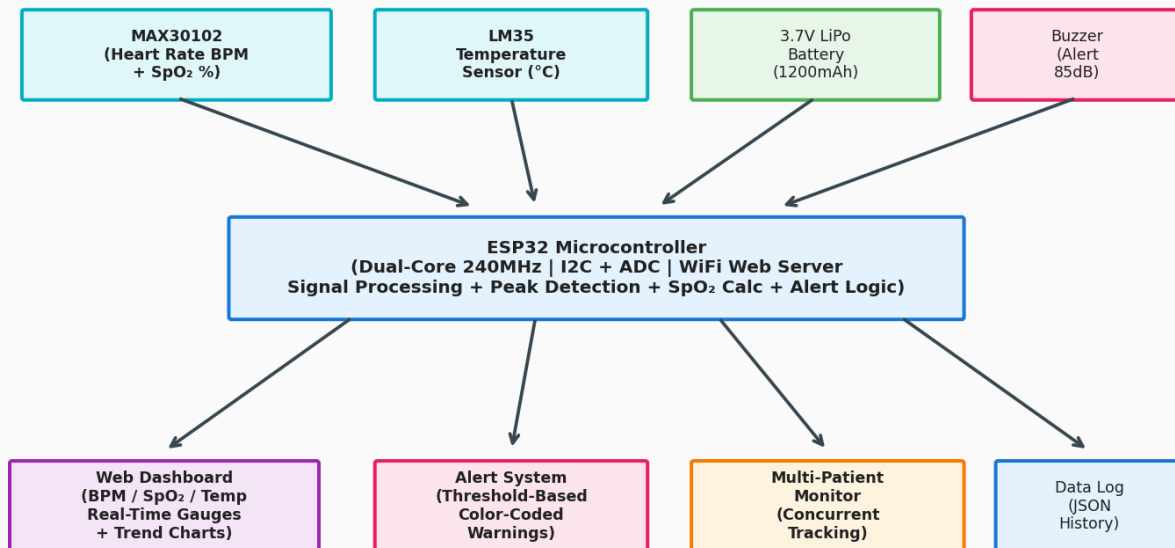 MAX30102
(Heart Rate BPM
+ SpO₂ %)
LM35
Temperature
Sensor (°C)
3.7V LiPo
Battery
(1200mAh)
Buzzer
(Alert
85dB)
ESP32 Microcontroller
(Dual-Core 240MHz | I2C + ADC | WiFi Web Server
Signal Processing + Peak Detection + SpO₂ Calc + Alert Logic)
Web Dashboard
(BPM / SpO₂ / Temp
Real-Time Gauges
+ Trend Charts)
Alert System
(Threshold-Based
Color-Coded
Warnings)
Multi-Patient
Monitor
(Concurrent
Tracking)
Data Log
(JSON
History)